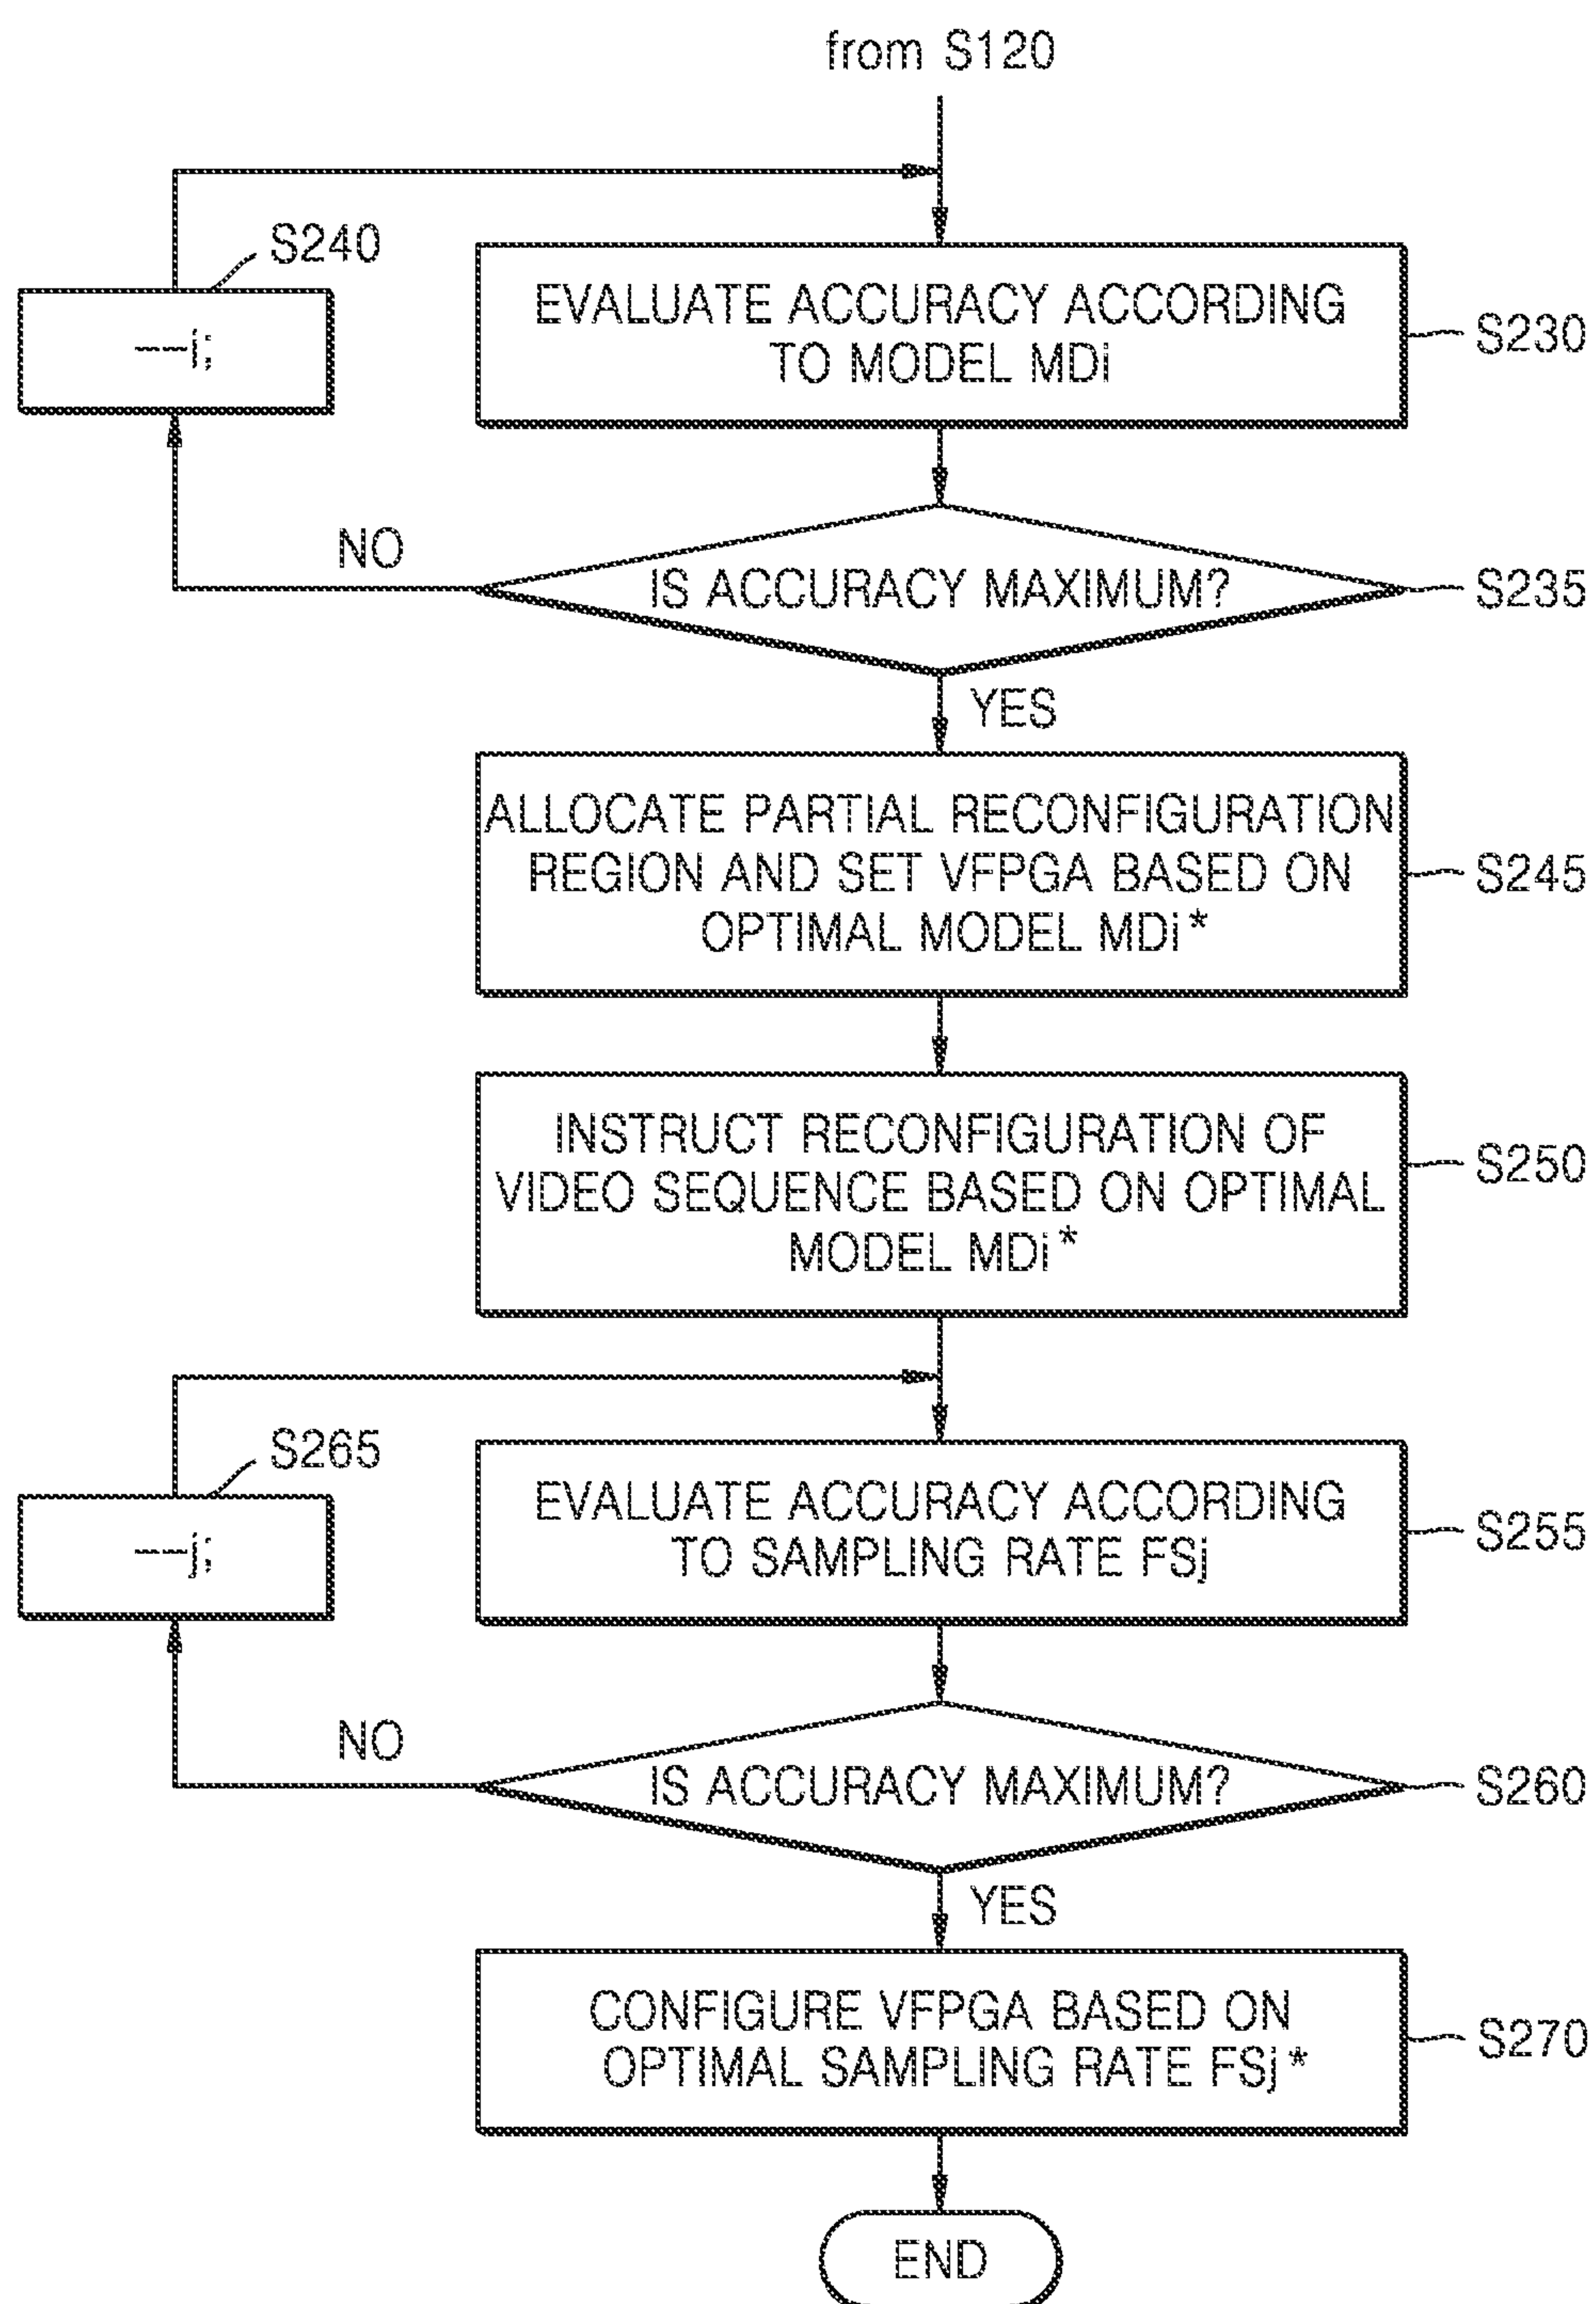 from S120
S240
--i;
EVALUATE ACCURACY ACCORDING
TO MODEL MDi
S230
NO
IS ACCURACY MAXIMUM?
S235
YES
ALLOCATE PARTIAL RECONFIGURATION
REGION AND SET VFPGA BASED ON
OPTIMAL MODEL MDi*
S245
INSTRUCT RECONFIGURATION OF
VIDEO SEQUENCE BASED ON OPTIMAL
MODEL MDi*
S250
S265
--j;
EVALUATE ACCURACY ACCORDING
TO SAMPLING RATE FSj
S255
NO
IS ACCURACY MAXIMUM?
S260
YES
CONFIGURE VFPGA BASED ON
OPTIMAL SAMPLING RATE FSj*
S270
END